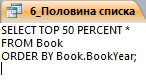 6_Половина списка
SELECT TOP 50 PERCENT *
FROM Book
ORDER BY Book.BookYear;